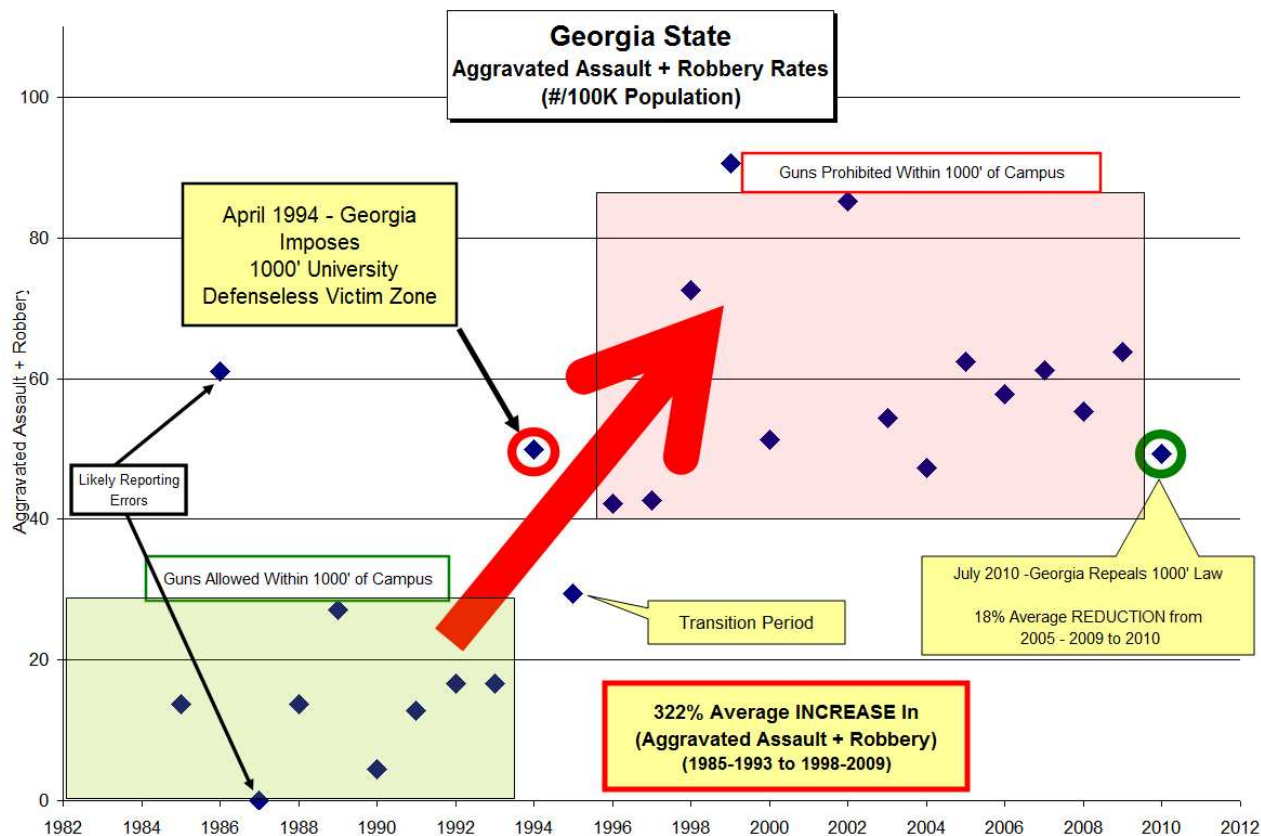 Georgia State
Aggravated Assault + Robbery Rates
(#/100K Population)
Aggravated Assault + Robbery
100
80
60
40
20
0
April 1994 - Georgia
Imposes
1000' University
Defenseless Victim Zone
Guns Prohibited Within 1000' of Campus
Likely Reporting
Errors
Guns Allowed Within 1000' of Campus
Transition Period
July 2010 -Georgia Repeals 1000' Law
18% Average REDUCTION from
2005 - 2009 to 2010
322% Average INCREASE In
(Aggravated Assault + Robbery)
(1985-1993 to 1998-2009)
1982 1984 1986 1988 1990 1992 1994 1996 1998 2000 2002 2004 2006 2008 2010 2012